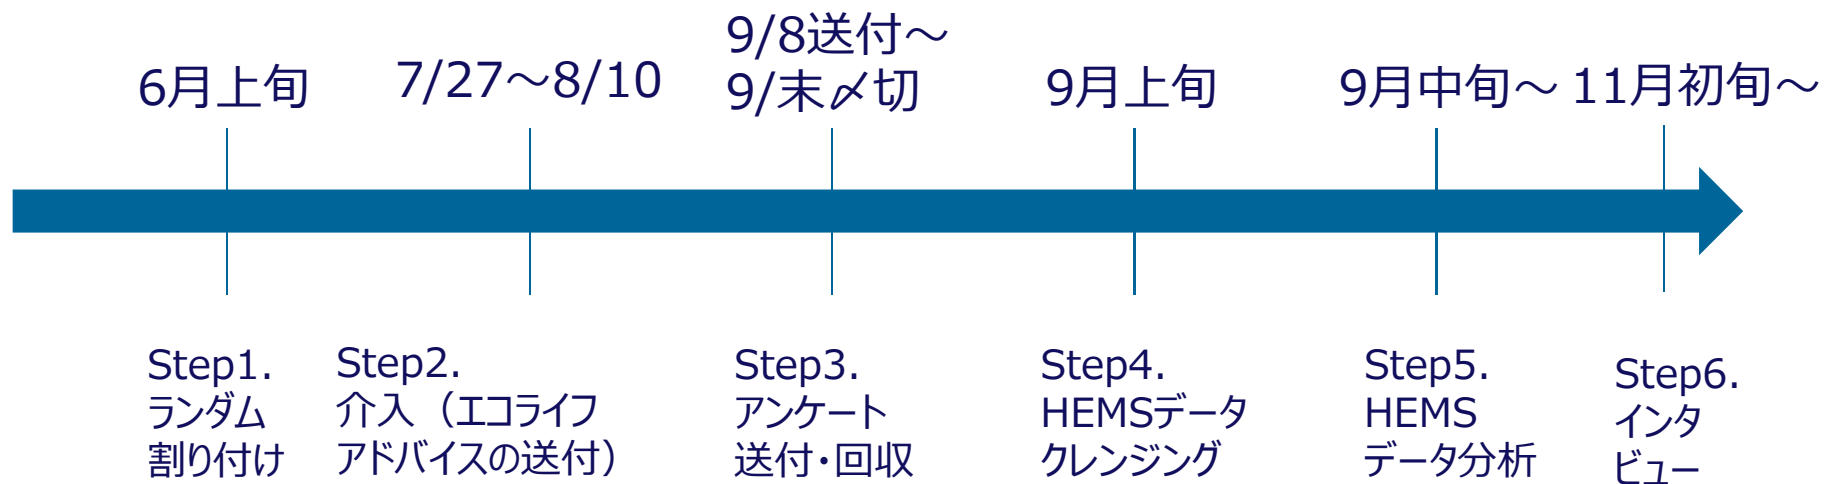 6月上旬
7/27～8/10
9/8送付～
9/末〆切
9月上旬
9月中旬～
11月初旬～
Step1.
ランダム
割り付け
Step2.
介入（エコライフ
アドバイスの送付）
Step3.
アンケート
送付・回収
Step4.
HEMSデータ
クレンジング
Step5.
HEMS
データ分析
Step6.
インタ
ビュー